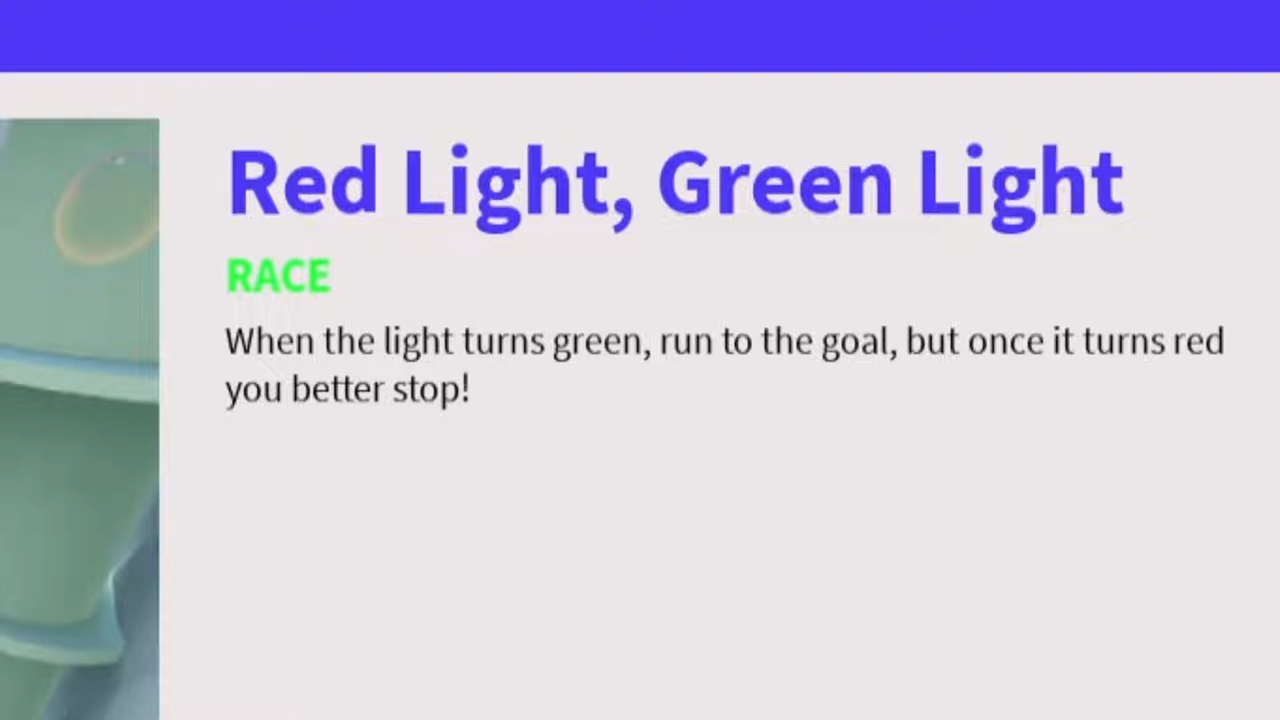 Red Light, Green Light
RACE
When the light turns green, run to the goal, but once it turns red
you better stop!